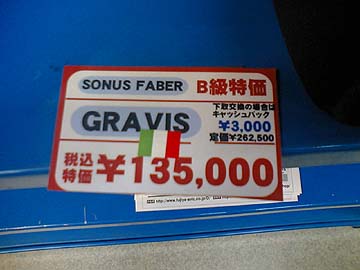 SONUS FABER
B級特価
GRAVIS
下取交換の場合は
キャッシュバック
¥3,000
定価¥262,500
税込
特価
¥135,000